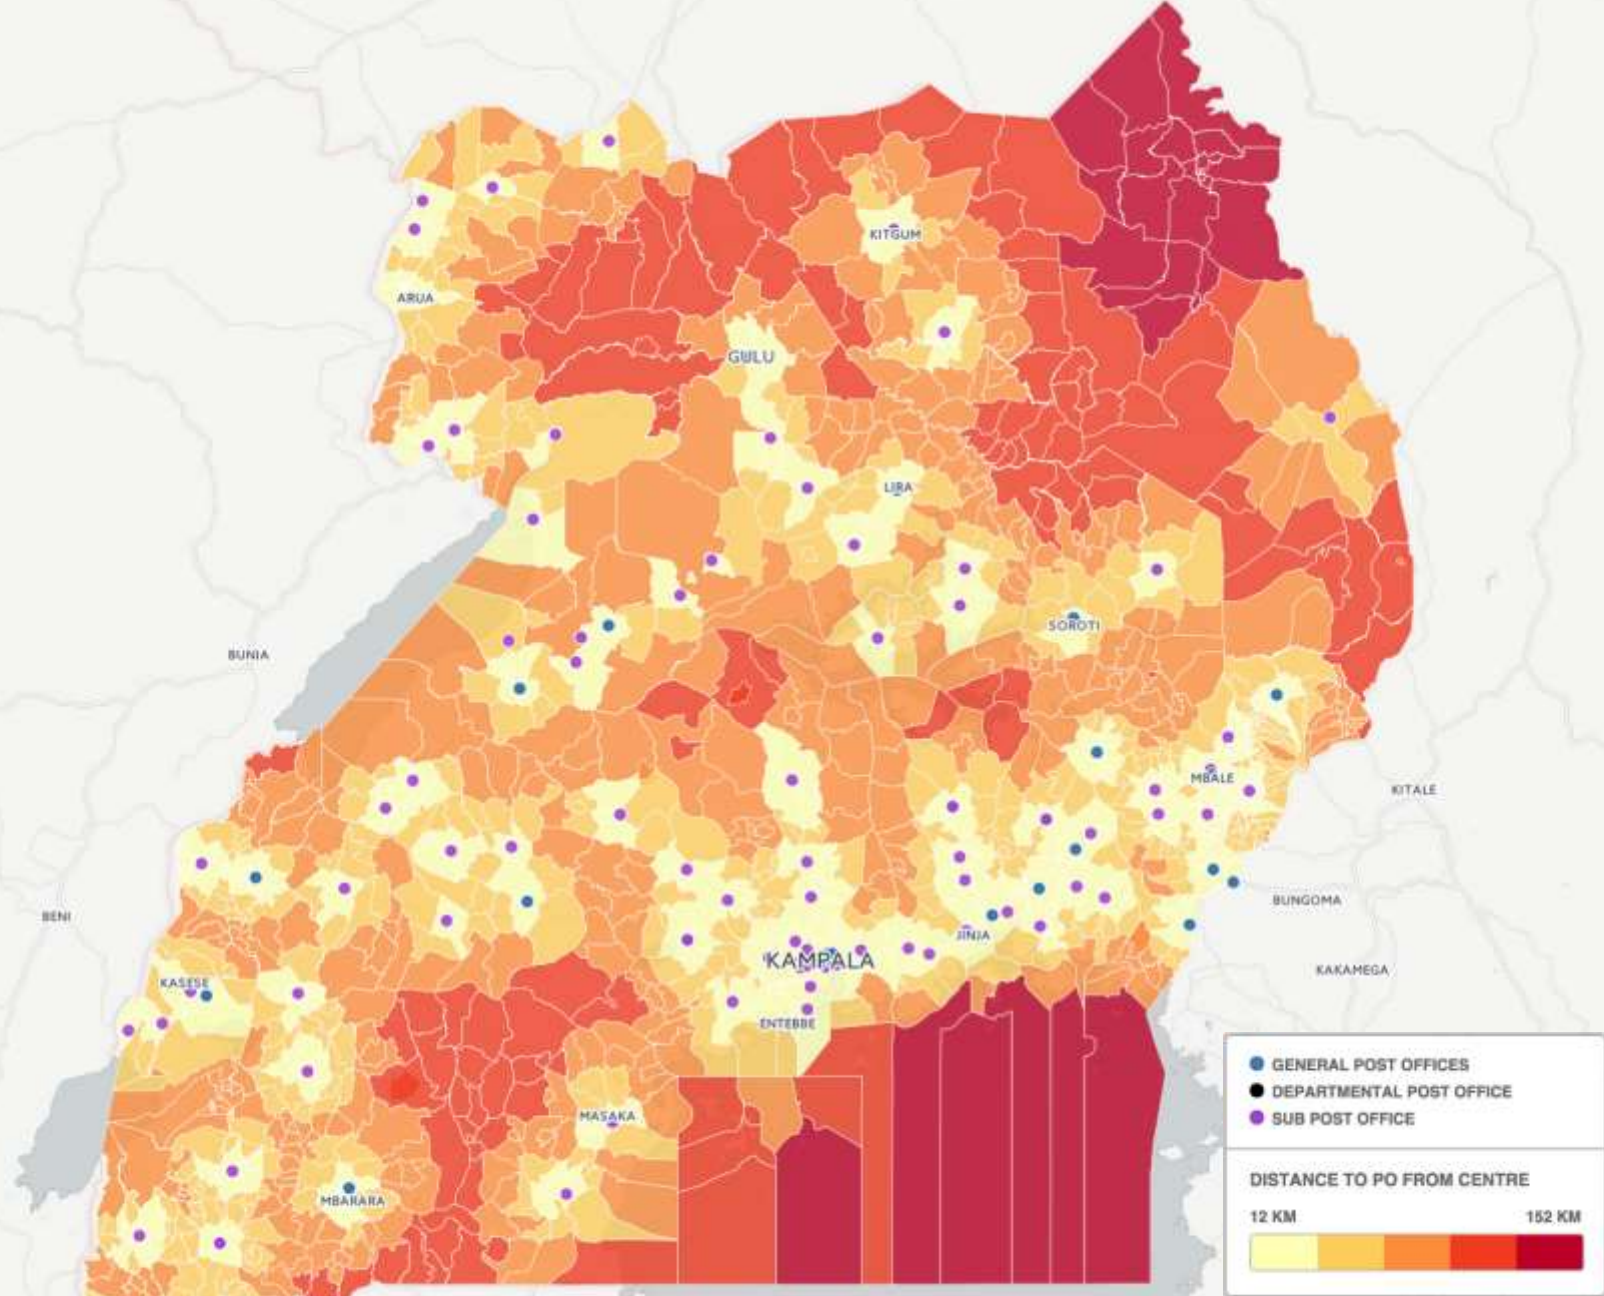 KITGUM
ARUA
GULU
LIRA
SOROTI
BUNIA
MBALE
KITALE
BENI
BUNGOMA
JINJA
KAMPALA
KAKAMEGA
KASESE
ENTEBBE
MASAKA
MBARARA
GENERAL POST OFFICES
DEPARTMENTAL POST OFFICE
SUB POST OFFICE
DISTANCE TO PO FROM CENTRE
12 KM 152 KM